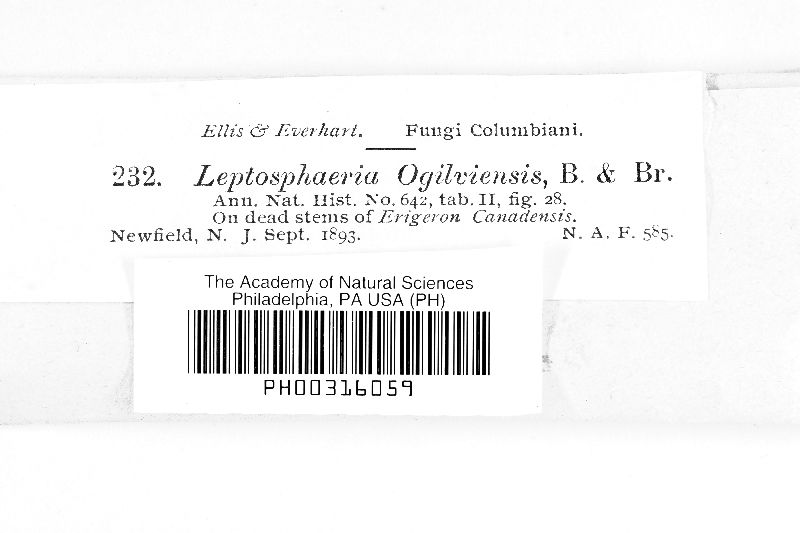 Ellis & Everhart. Fungi Columbiani.
232. Leptosphaeria Ogilviensis, B. & Br.
Ann. Nat. Hist. No. 642, tab. II, fig. 28.
On dead stems of Erigeron Canadensis.
Newfield, N. J. Sept. 1893. N. A. F. 585.
The Academy of Natural Sciences
Philadelphia, PA USA (PH)
PH00316059